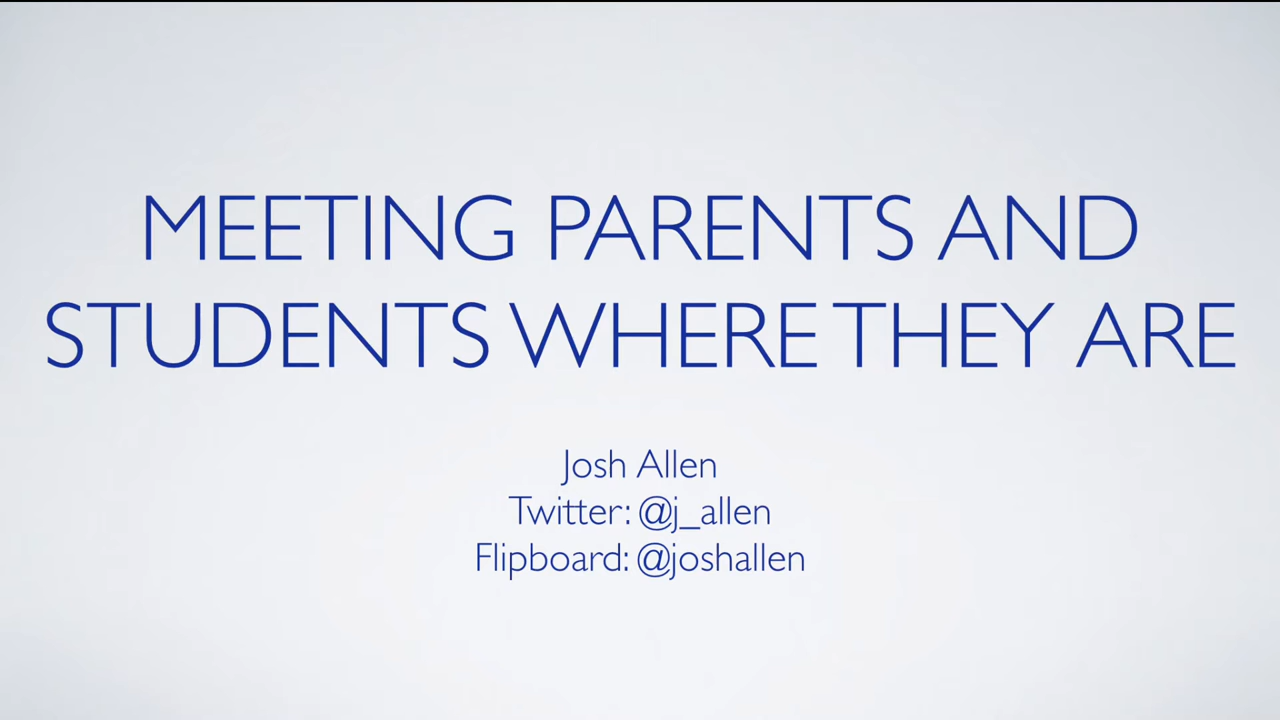 MEETING PARENTS AND
STUDENTS WHERE THEY ARE
Josh Allen
Twitter: @j_allen
Flipboard: @joshallen